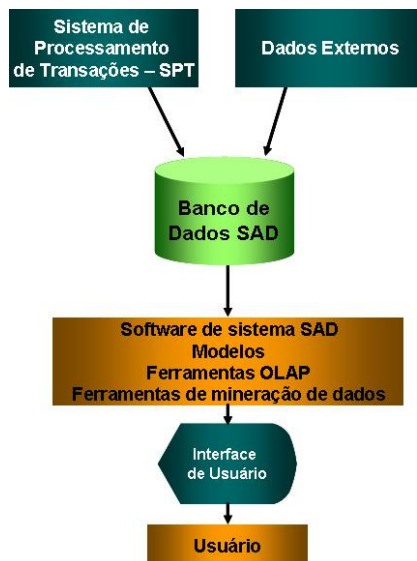 Sistema de
Processamento
de Transações – SPT
Dados Externos
Banco de
Dados SAD
Software de sistema SAD
Modelos
Ferramentas OLAP
Ferramentas de mineração de dados
Interface
de Usuário
Usuário